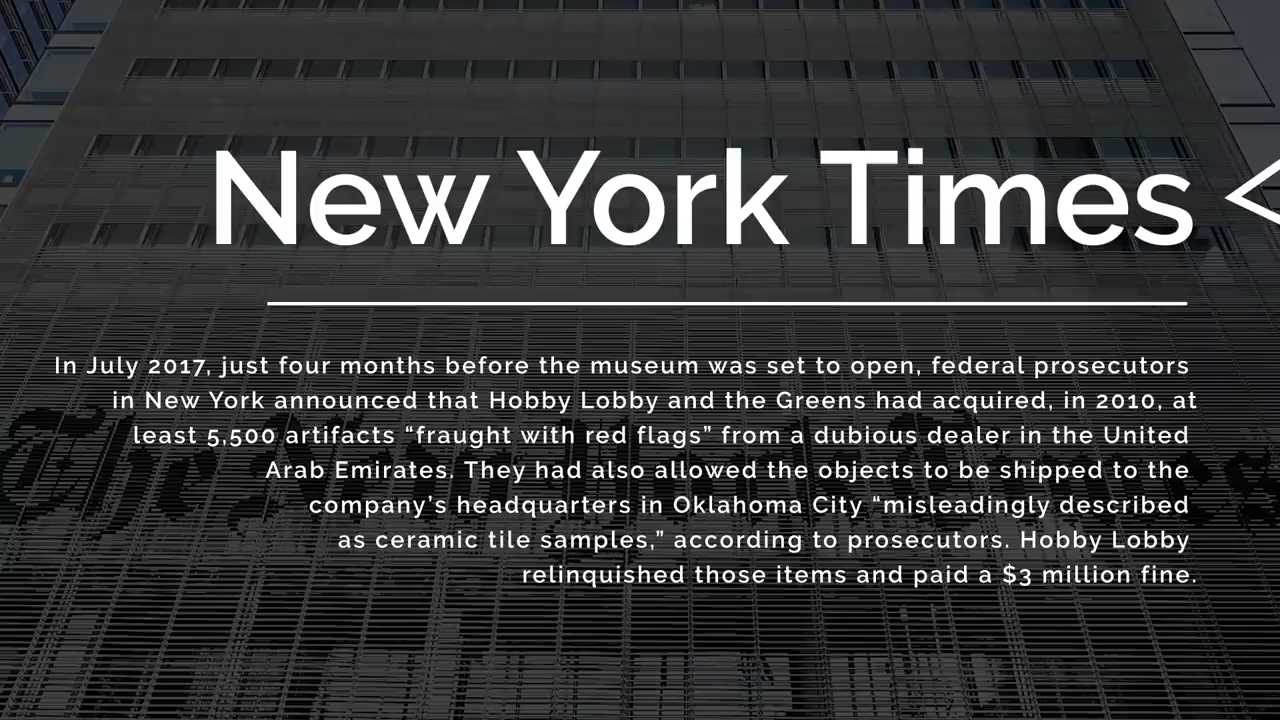 New York Times
In July 2017, just four months before the museum was set to open, federal prosecutors
in New York announced that Hobby Lobby and the Greens had acquired, in 2010, at
least 5,500 artifacts “fraught with red flags” from a dubious dealer in the United
Arab Emirates. They had also allowed the objects to be shipped to the
company’s headquarters in Oklahoma City “misleadingly described
as ceramic tile samples,” according to prosecutors. Hobby Lobby
relinquished those items and paid a $3 million fine.